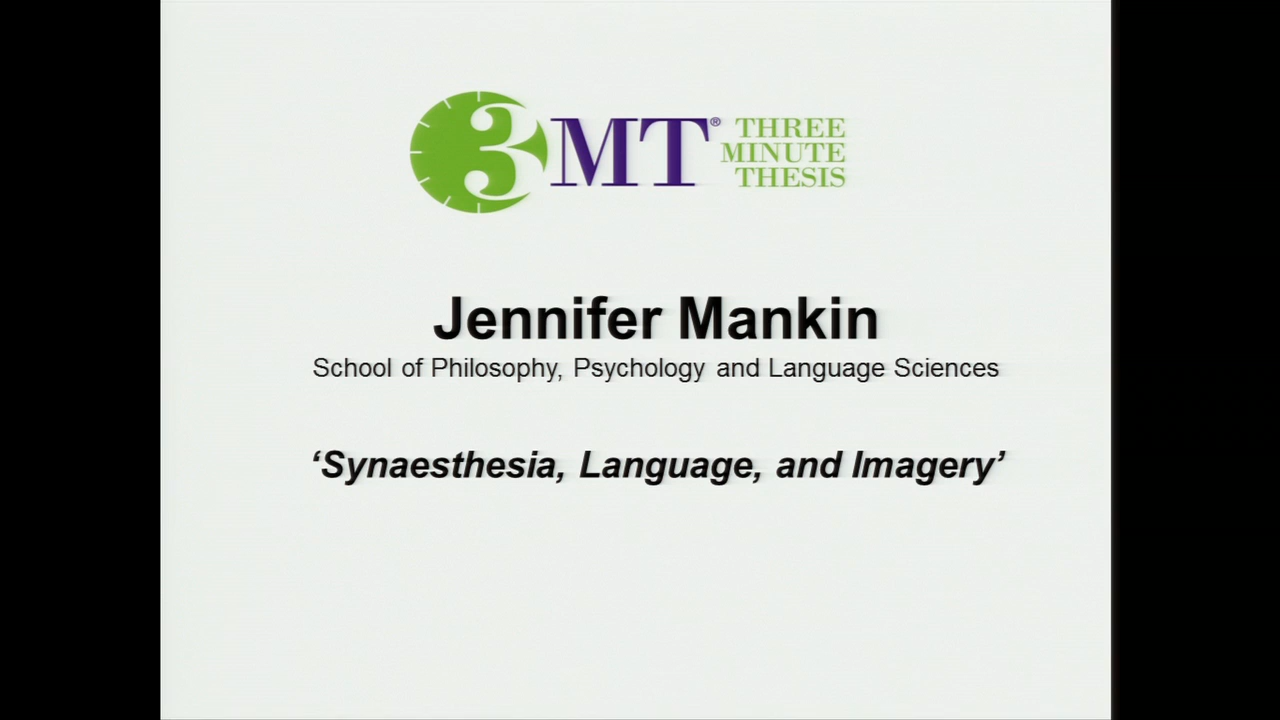 3MT® THREE
MINUTE
THESIS
Jennifer Mankin
School of Philosophy, Psychology and Language Sciences
‘Synaesthesia, Language, and Imagery’